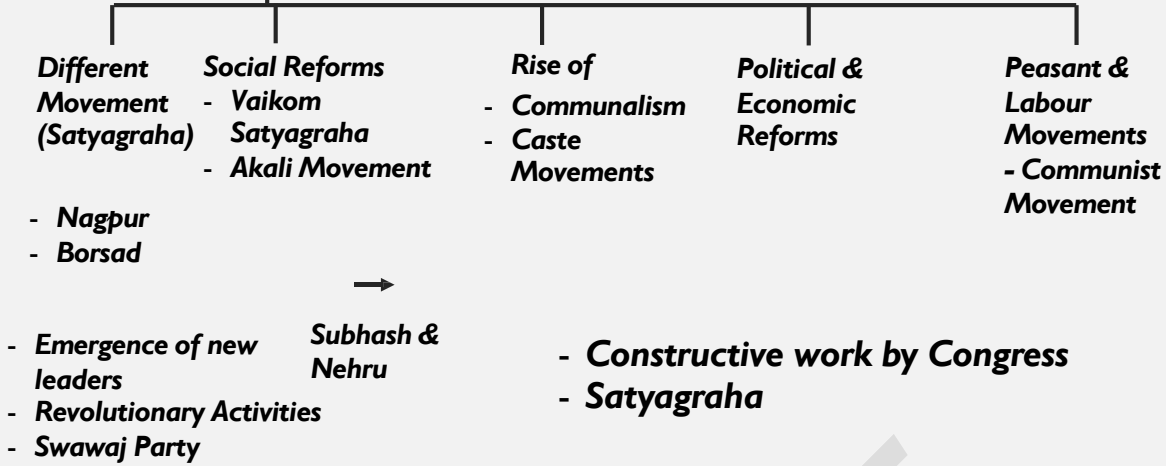 Different
Movement
(Satyagraha)
- Nagpur
- Borsad
Social Reforms
- Vaikom
Satyagraha
- Akali Movement
Rise of
- Communalism
- Caste
Movements
Political &
Economic
Reforms
Peasant &
Labour
Movements
- Communist
Movement
- Emergence of new
leaders
- Revolutionary Activities
- Swawaj Party
Subhash &
Nehru
- Constructive work by Congress
- Satyagraha